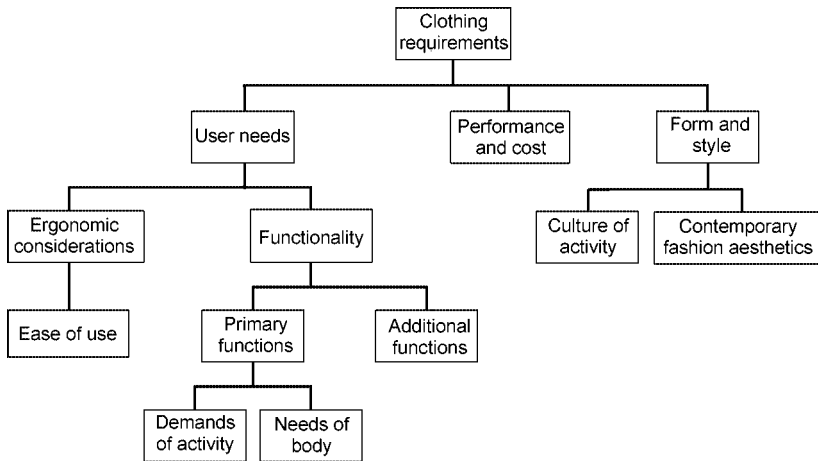 Clothing
requirements
User needs
Performance
and cost
Form and
style
Ergonomic
considerations
Functionality
Culture of
activity
Contemporary
fashion aesthetics
Ease of use
Primary
functions
Additional
functions
Demands
of activity
Needs of
body